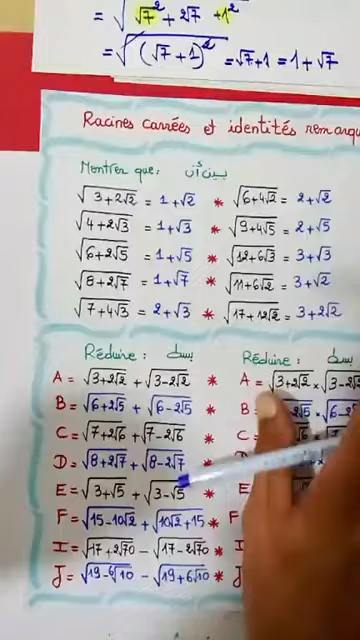 = √(√7² + 2√7 + 1²
= √(√7 + 1)² = √7+1 = 1+√7
Racines carrées et identités remarqu
Montrer que: بين أن
√(3+2√2) = 1+√2 * √(6+4√2) = 2+√2
√(4+2√3) = 1+√3 * √(9+4√5) = 2+√5
√(6+2√5) = 1+√5 * √(12+6√3) = 3+√3
√(8+2√7) = 1+√7 * √(11+6√2) = 3+√2
√(7+4√3) = 2+√3 * √(17+12√2) = 3+2√2
Réduire: بسط
A = √(3+2√2) + √(3-2√2) *
B = √(6+2√5) + √(6-2√5) *
C = √(7+2√6) + √(7-2√6) *
D = √(8+2√7) + √(8-2√7) *
E = √(3+√5) + √(3-√5) *
F = √(15-10√2) + √(10√2+15) *
I = √(17+2√70) - √(17-2√70) *
J = √(19-6√10) - √(19+6√10) *
Réduire: بسط
A = √(3+2√2) × √(3-2√2
B
C
E
F
I
J